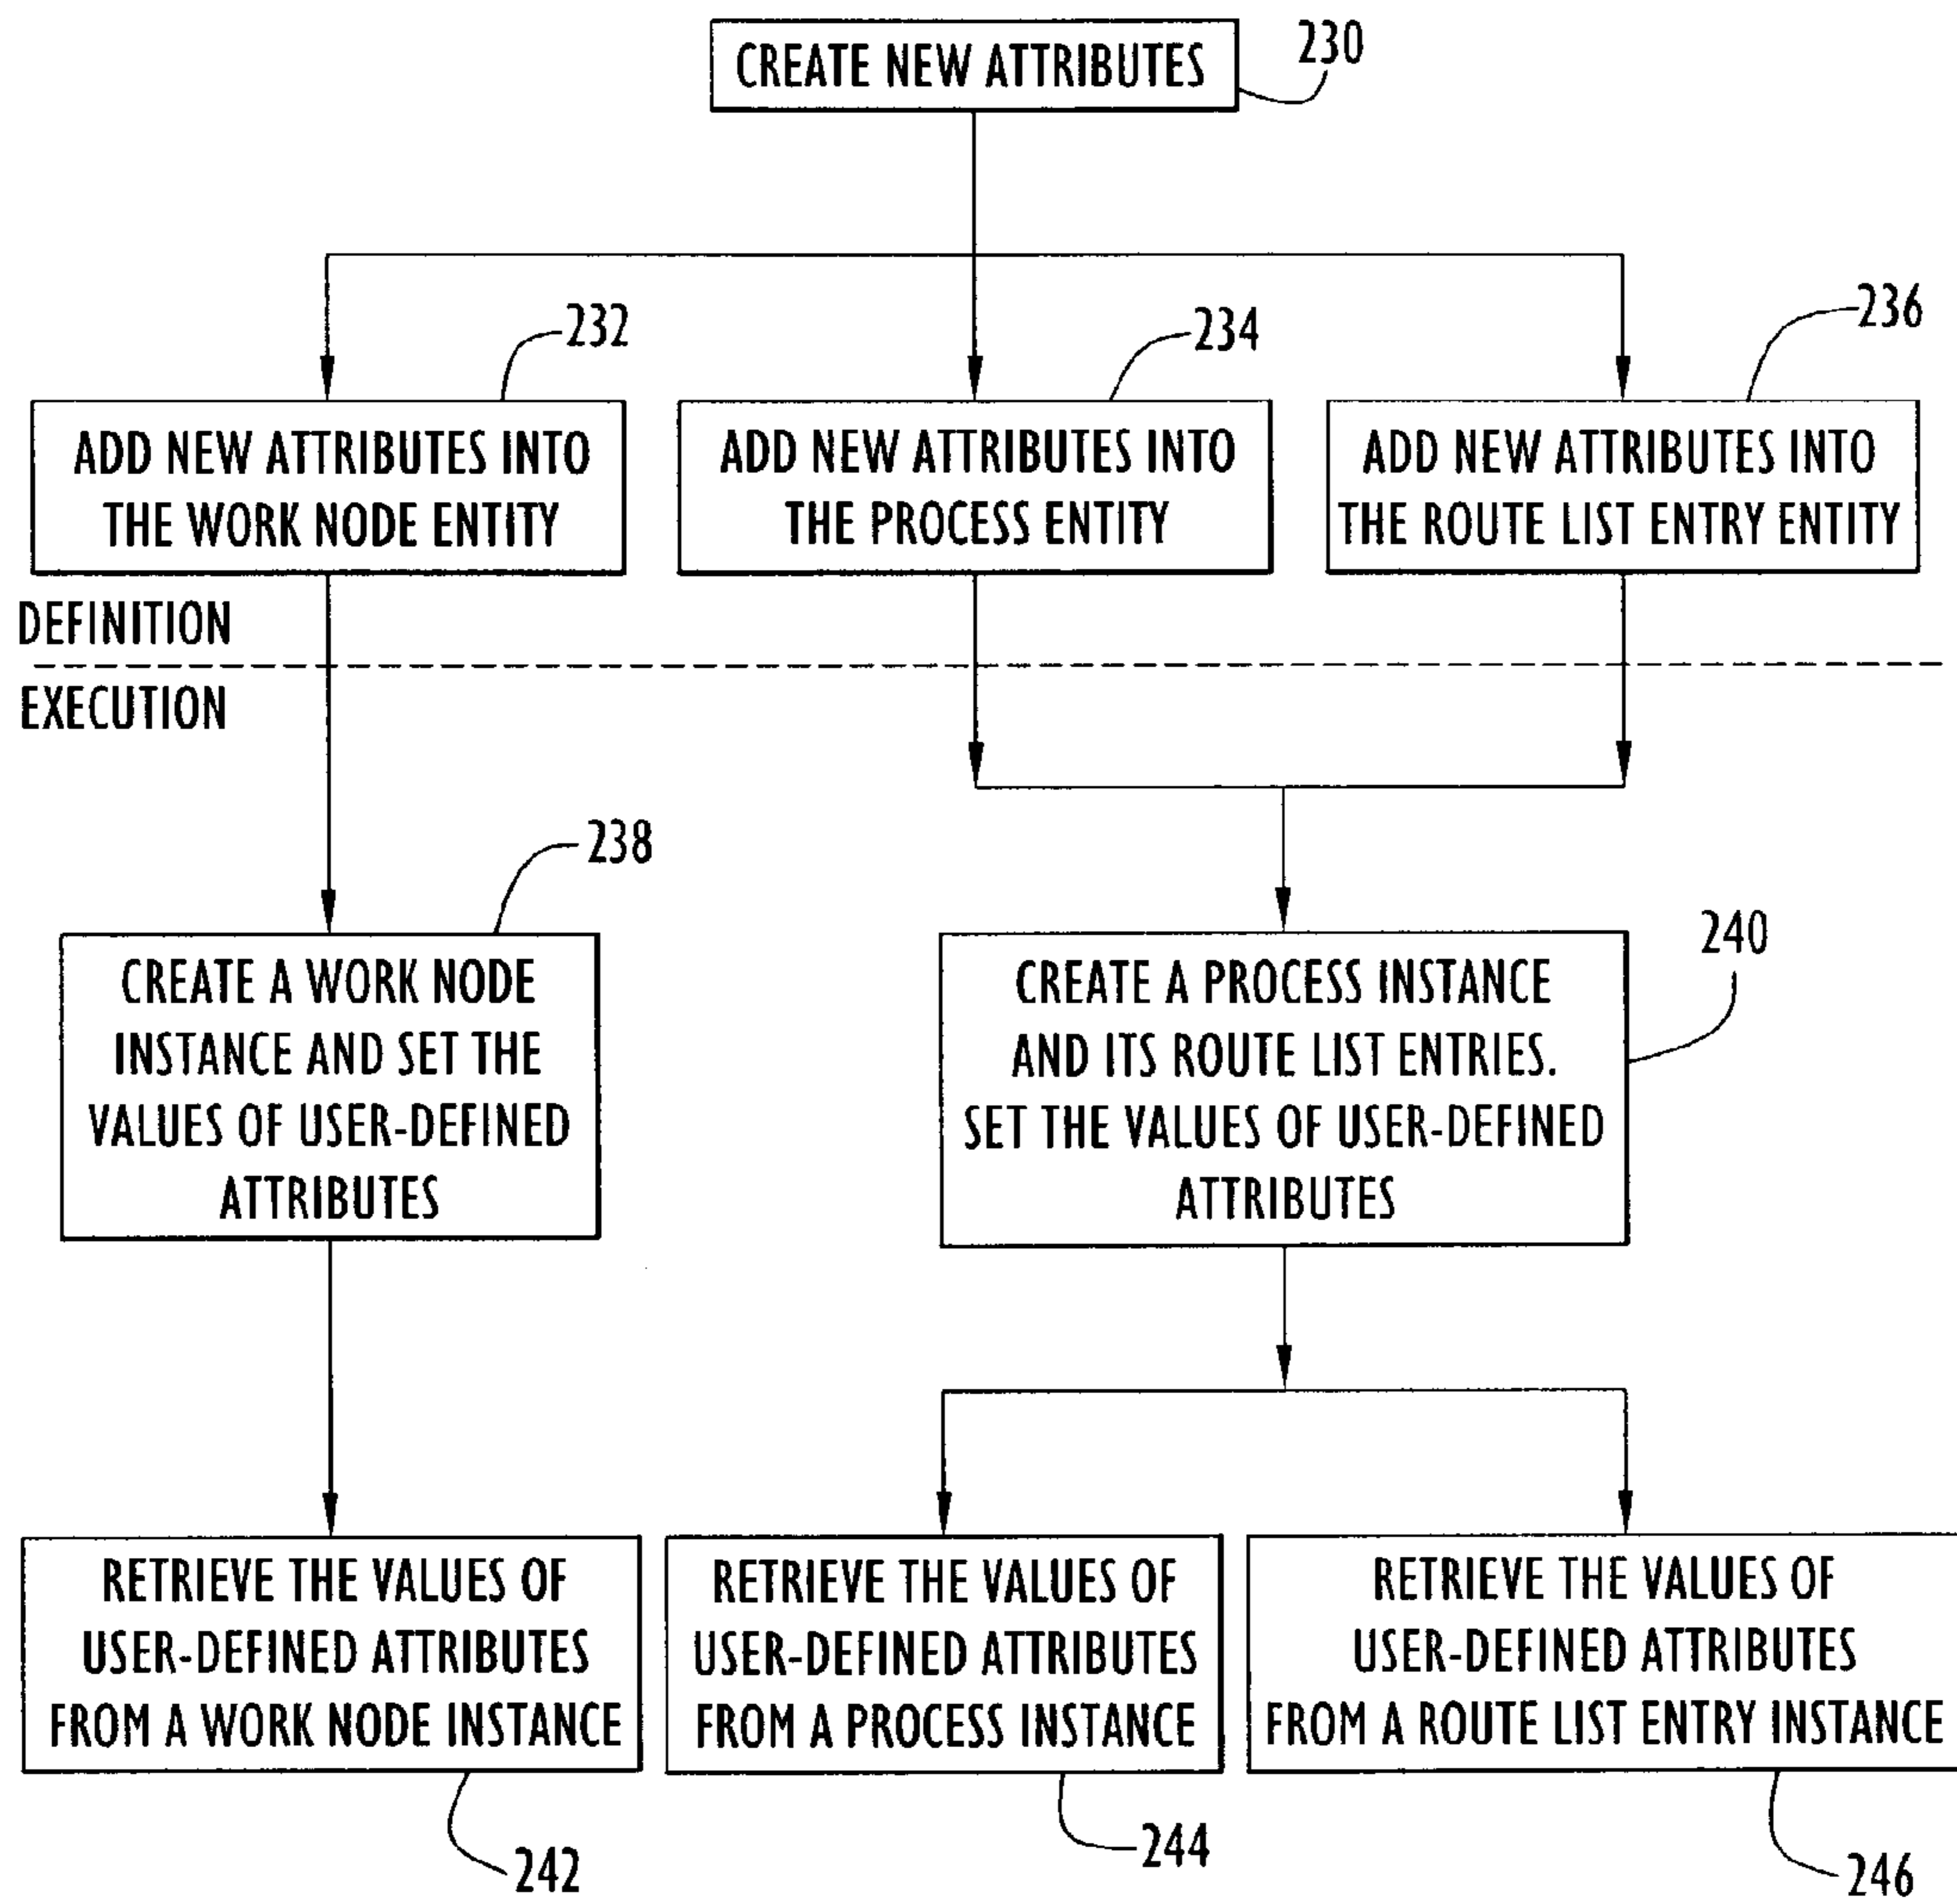 CREATE NEW ATTRIBUTES
230
232
234
236
ADD NEW ATTRIBUTES INTO
THE WORK NODE ENTITY
ADD NEW ATTRIBUTES INTO
THE PROCESS ENTITY
ADD NEW ATTRIBUTES INTO
THE ROUTE LIST ENTRY ENTITY
DEFINITION
EXECUTION
238
CREATE A WORK NODE
INSTANCE AND SET THE
VALUES OF USER-DEFINED
ATTRIBUTES
240
CREATE A PROCESS INSTANCE
AND ITS ROUTE LIST ENTRIES.
SET THE VALUES OF USER-DEFINED
ATTRIBUTES
RETRIEVE THE VALUES OF
USER-DEFINED ATTRIBUTES
FROM A WORK NODE INSTANCE
RETRIEVE THE VALUES OF
USER-DEFINED ATTRIBUTES
FROM A PROCESS INSTANCE
RETRIEVE THE VALUES OF
USER-DEFINED ATTRIBUTES
FROM A ROUTE LIST ENTRY INSTANCE
242
244
246